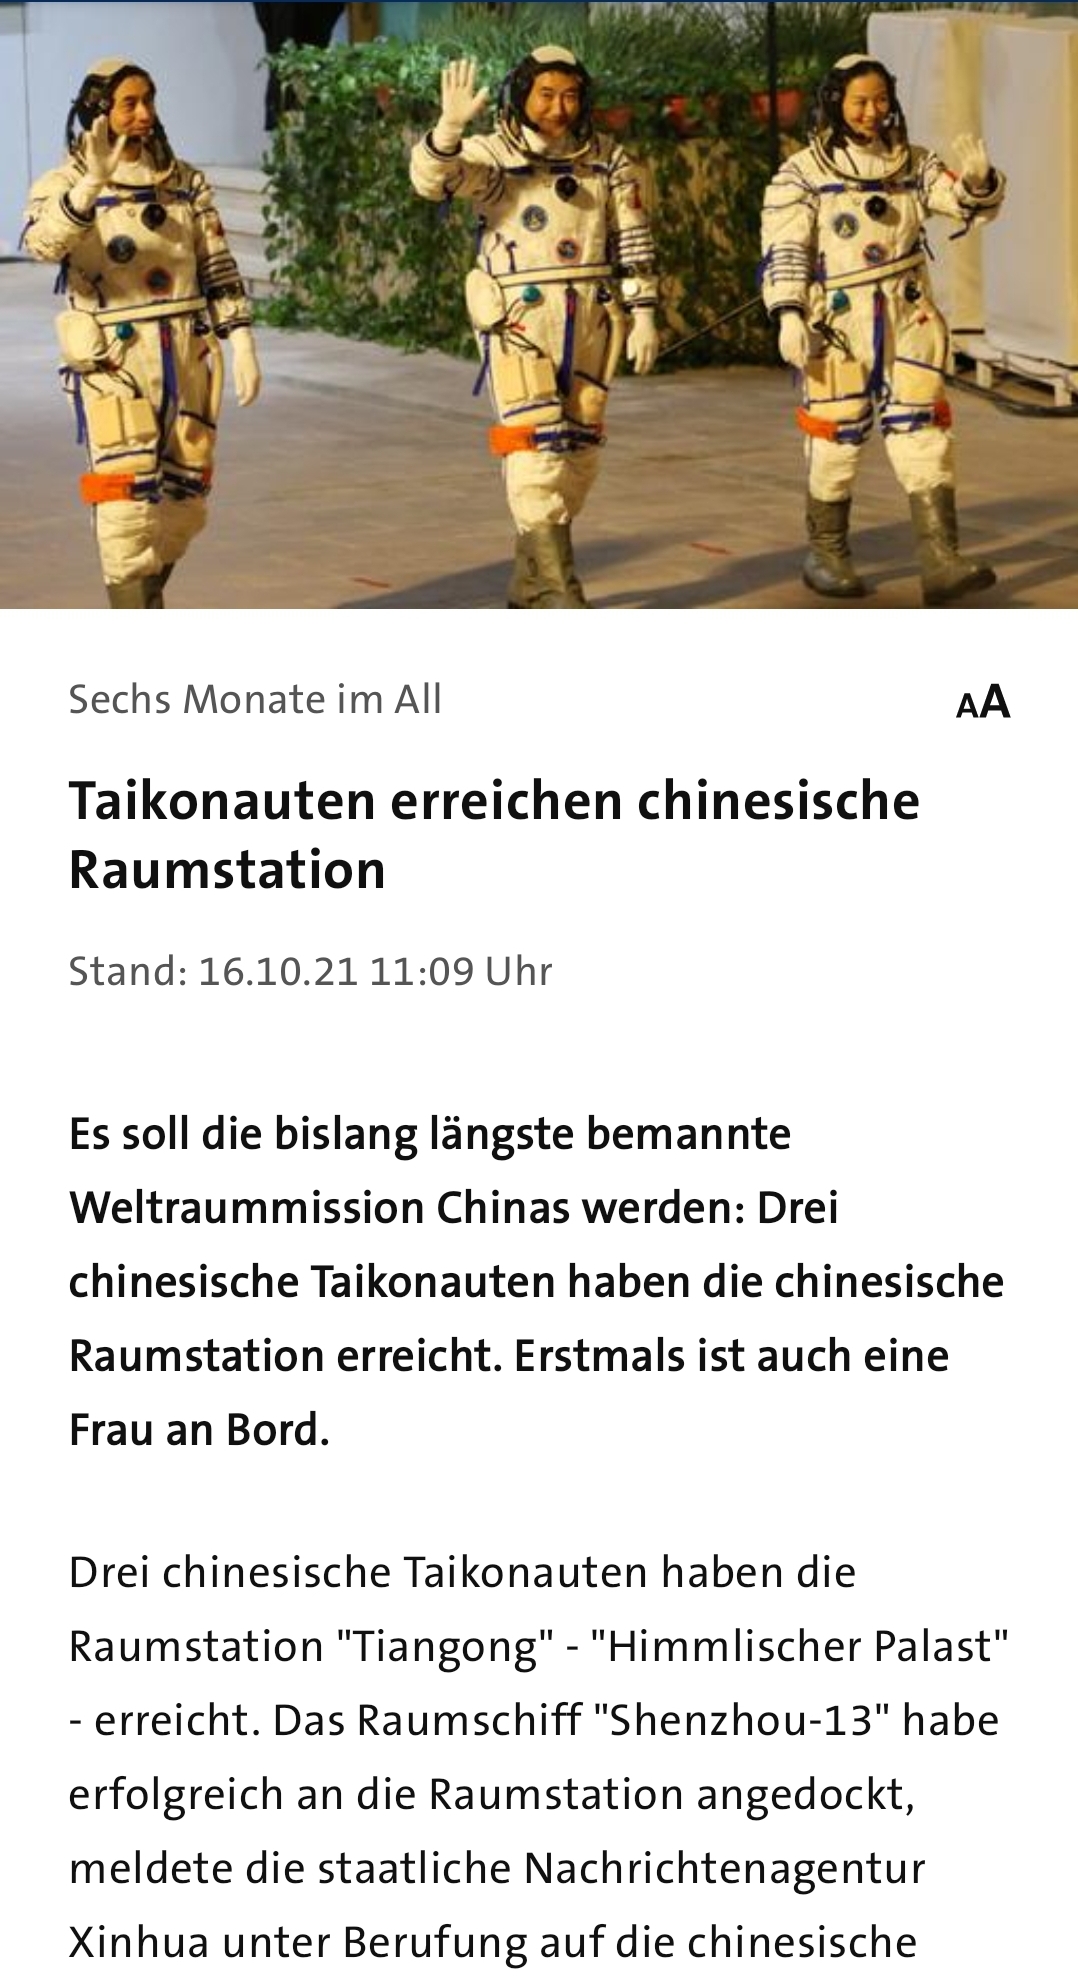 Sechs Monate im All
AA
Taikonauten erreichen chinesische
Raumstation
Stand: 16.10.21 11:09 Uhr
Es soll die bislang längste bemannte
Weltraummission Chinas werden: Drei
chinesische Taikonauten haben die chinesische
Raumstation erreicht. Erstmals ist auch eine
Frau an Bord.
Drei chinesische Taikonauten haben die
Raumstation "Tiangong" - "Himmlischer Palast"
- erreicht. Das Raumschiff "Shenzhou-13" habe
erfolgreich an die Raumstation angedockt,
meldete die staatliche Nachrichtenagentur
Xinhua unter Berufung auf die chinesische